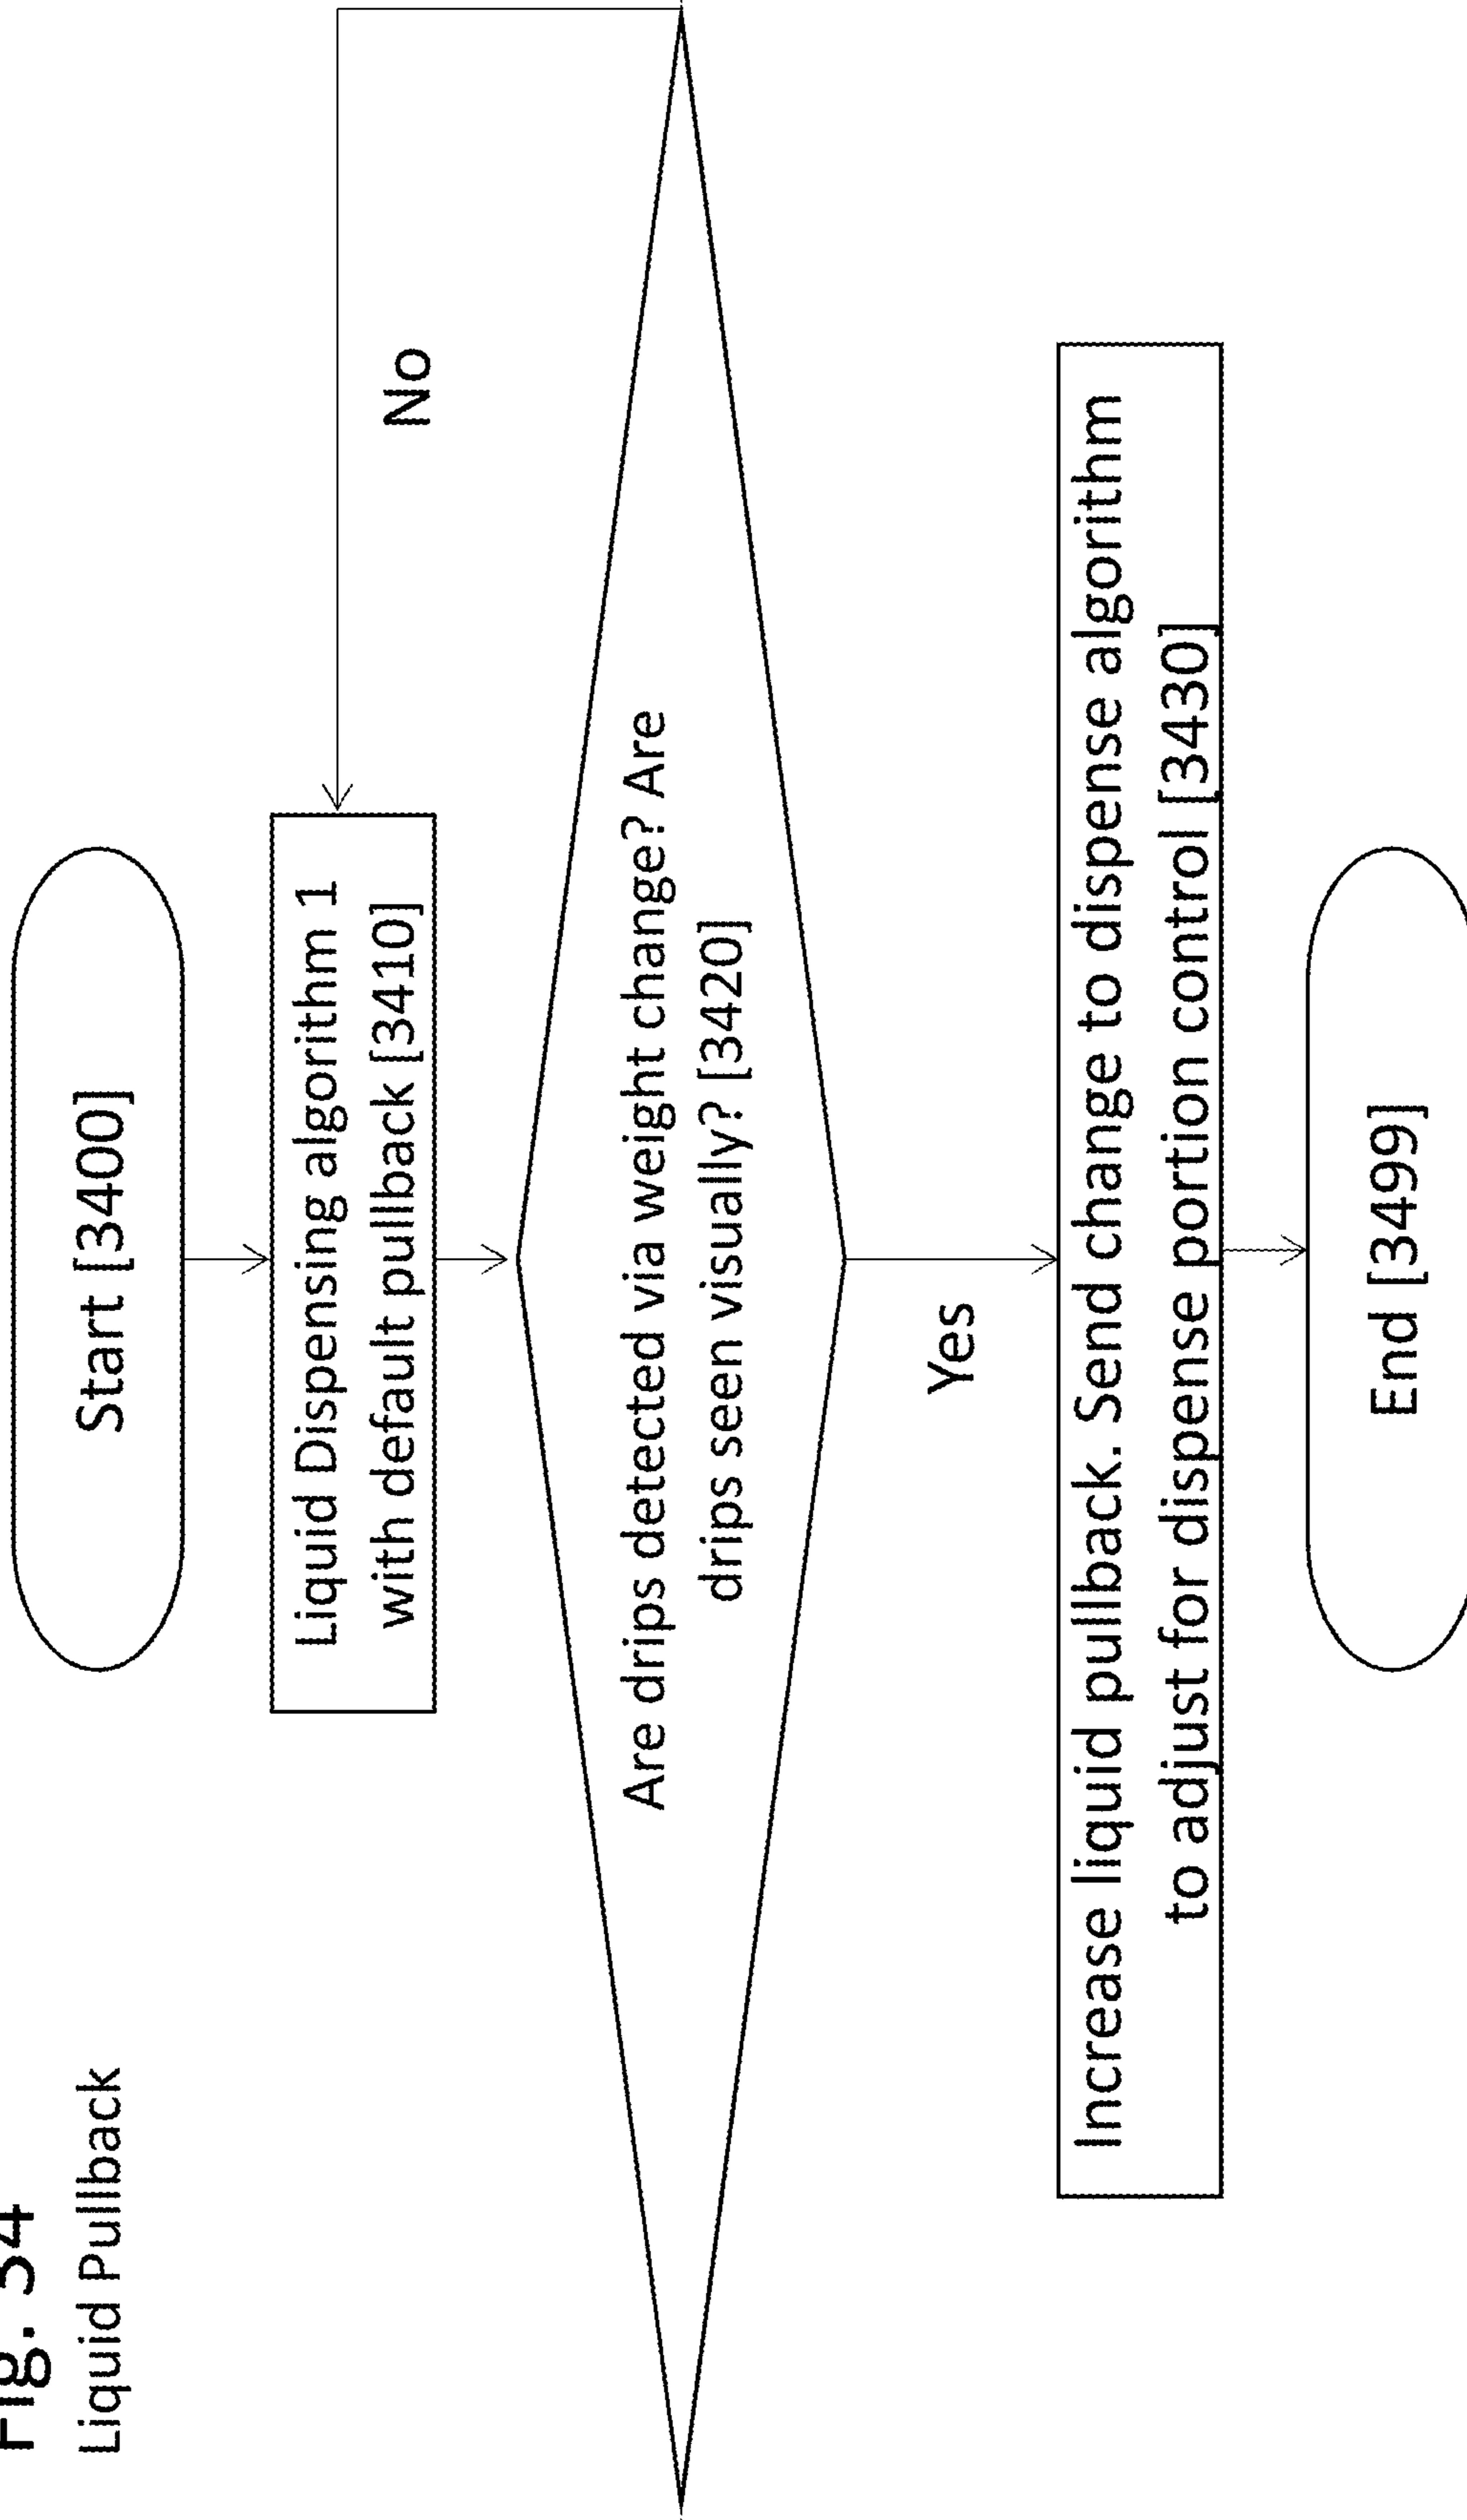 Fig. 34
Liquid Pullback
Start [3400]
Liquid Dispensing algorithm 1
with default pullback [3410]
No
Are drips detected via weight change? Are
drips seen visually? [3420]
Yes
Increase liquid pullback. Send change to dispense algorithm
to adjust for dispense portion control [3430]
End [3499]